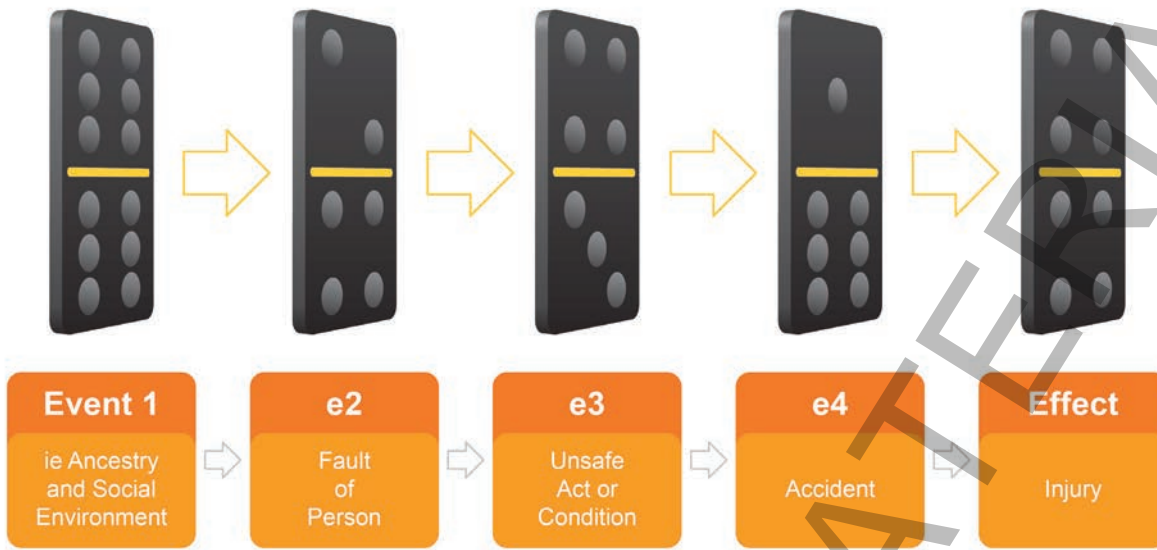 Event 1
ie Ancestry
and Social
Environment
e2
Fault
of
Person
e3
Unsafe
Act or
Condition
e4
Accident
Effect
Injury